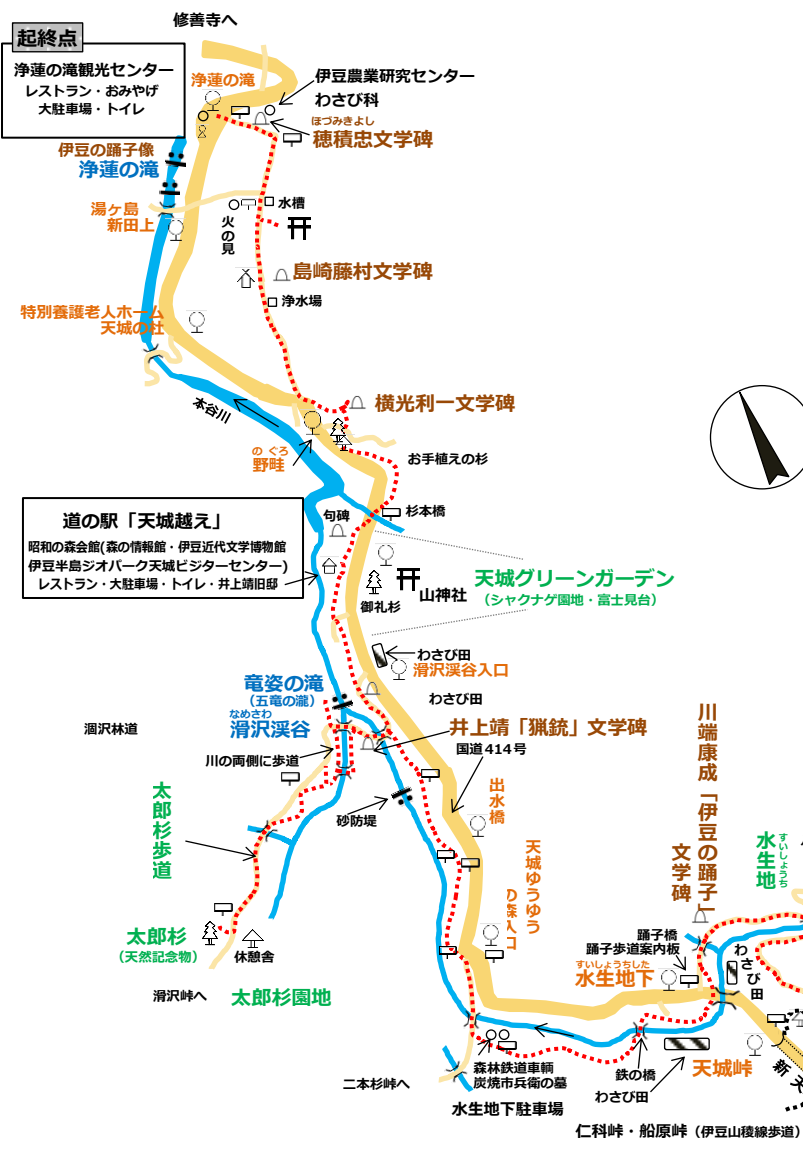 修善寺へ
起終点
浄蓮の滝観光センター
レストラン・おみやげ
大駐車場・トイレ
浄蓮の滝
伊豆農業研究センター
わさび科
ほづみきよし
穂積忠文学碑
伊豆の踊子像
浄蓮の滝
湯ヶ島
新田上
火の見
水槽
島崎藤村文学碑
浄水場
特別養護老人ホーム
天城の杜
本谷川
横光利一文学碑
の ぐろ
野畦
お手植えの杉
道の駅「天城越え」
昭和の森会館(森の情報館・伊豆近代文学博物館
伊豆半島ジオパーク天城ビジターセンター)
レストラン・大駐車場・トイレ・井上靖旧邸
句碑
杉本橋
天城グリーンガーデン
(シャクナゲ園地・富士見台)
山神社
御礼杉
わさび田
滑沢渓谷入口
わさび田
竜姿の滝
(五竜の瀧)
なめさわ
滑沢渓谷
井上靖「猟銃」文学碑
国道414号
涸沢林道
川の両側に歩道
太郎杉歩道
砂防堤
出水橋
天城ゆうゆう
の森入口
川端康成「伊豆の踊子」
文学碑
すいしょうち
水生地
太郎杉
(天然記念物)
休憩舎
滑沢峠へ
太郎杉園地
踊子橋
踊子歩道案内板
すいしょうちした
水生地下
わさび田
森林鉄道車輌
炭焼市兵衛の墓
鉄の橋
わさび田
天城峠
新天
二本杉峠へ
水生地下駐車場
仁科峠・船原峠(伊豆山稜線歩道)